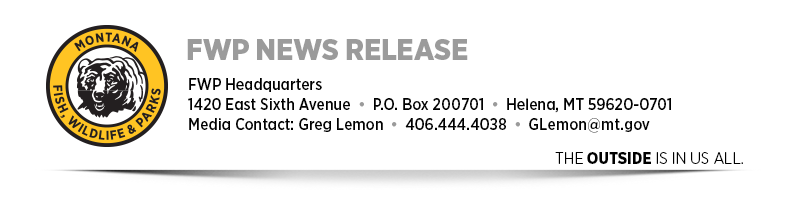 MONTANA
FISH, WILDLIFE & PARKS
FWP NEWS RELEASE
FWP Headquarters
1420 East Sixth Avenue • P.O. Box 200701 • Helena, MT 59620-0701
Media Contact: Greg Lemon • 406.444.4038 • GLemon@mt.gov
THE OUTSIDE IS IN US ALL.